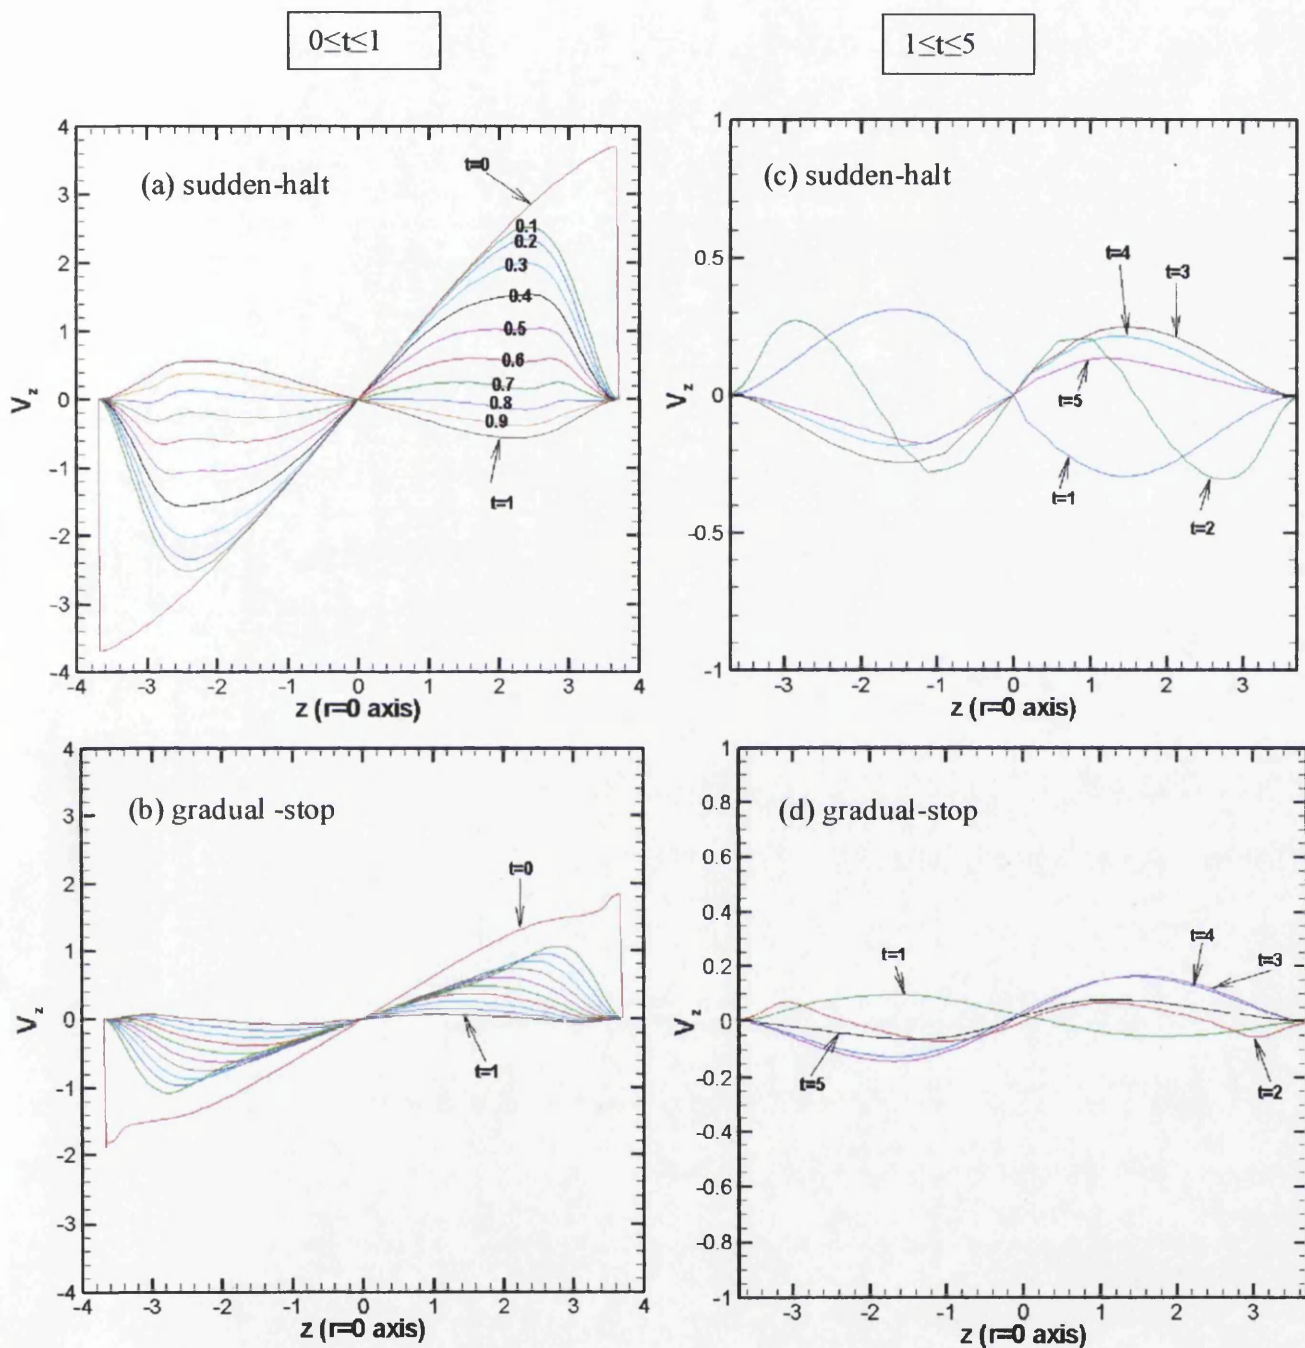 0≤t≤1
1≤t≤5
(a) sudden-halt
t=0
0.1
0.2
0.3
0.4
0.5
0.6
0.7
0.8
0.9
t=1
4
3
2
1
0
-1
-2
-3
-4
Vz
-4 -3 -2 -1 0 1 2 3 4
z (r=0 axis)
(c) sudden-halt
t=4
t=3
t=5
t=1
t=2
1
0.5
0
-0.5
-1
Vz
-3 -2 -1 0 1 2 3
z (r=0 axis)
(b) gradual -stop
t=0
t=1
4
3
2
1
0
-1
-2
-3
-4
Vz
-4 -3 -2 -1 0 1 2 3 4
z (r=0 axis)
(d) gradual-stop
t=1
t=4
t=3
t=5
t=2
1
0.8
0.6
0.4
0.2
0
-0.2
-0.4
-0.6
-0.8
-1
Vz
-3 -2 -1 0 1 2 3
z (r=0 axis)